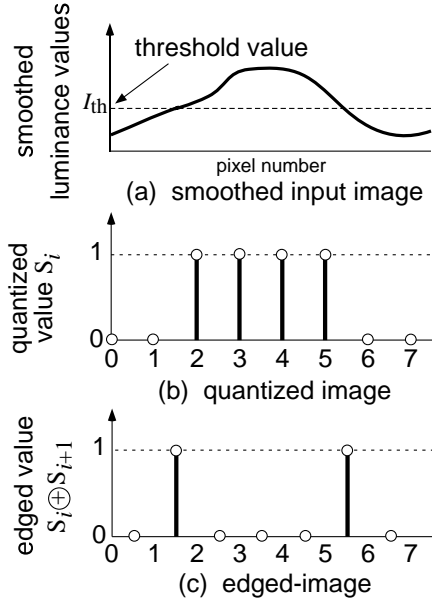 smoothed
luminance values
threshold value
I_th
pixel number
(a) smoothed input image
quantized
value S_i
1
0
0 1 2 3 4 5 6 7
(b) quantized image
edged value
S_i⊕S_{i+1}
1
0
0 1 2 3 4 5 6 7
(c) edged-image